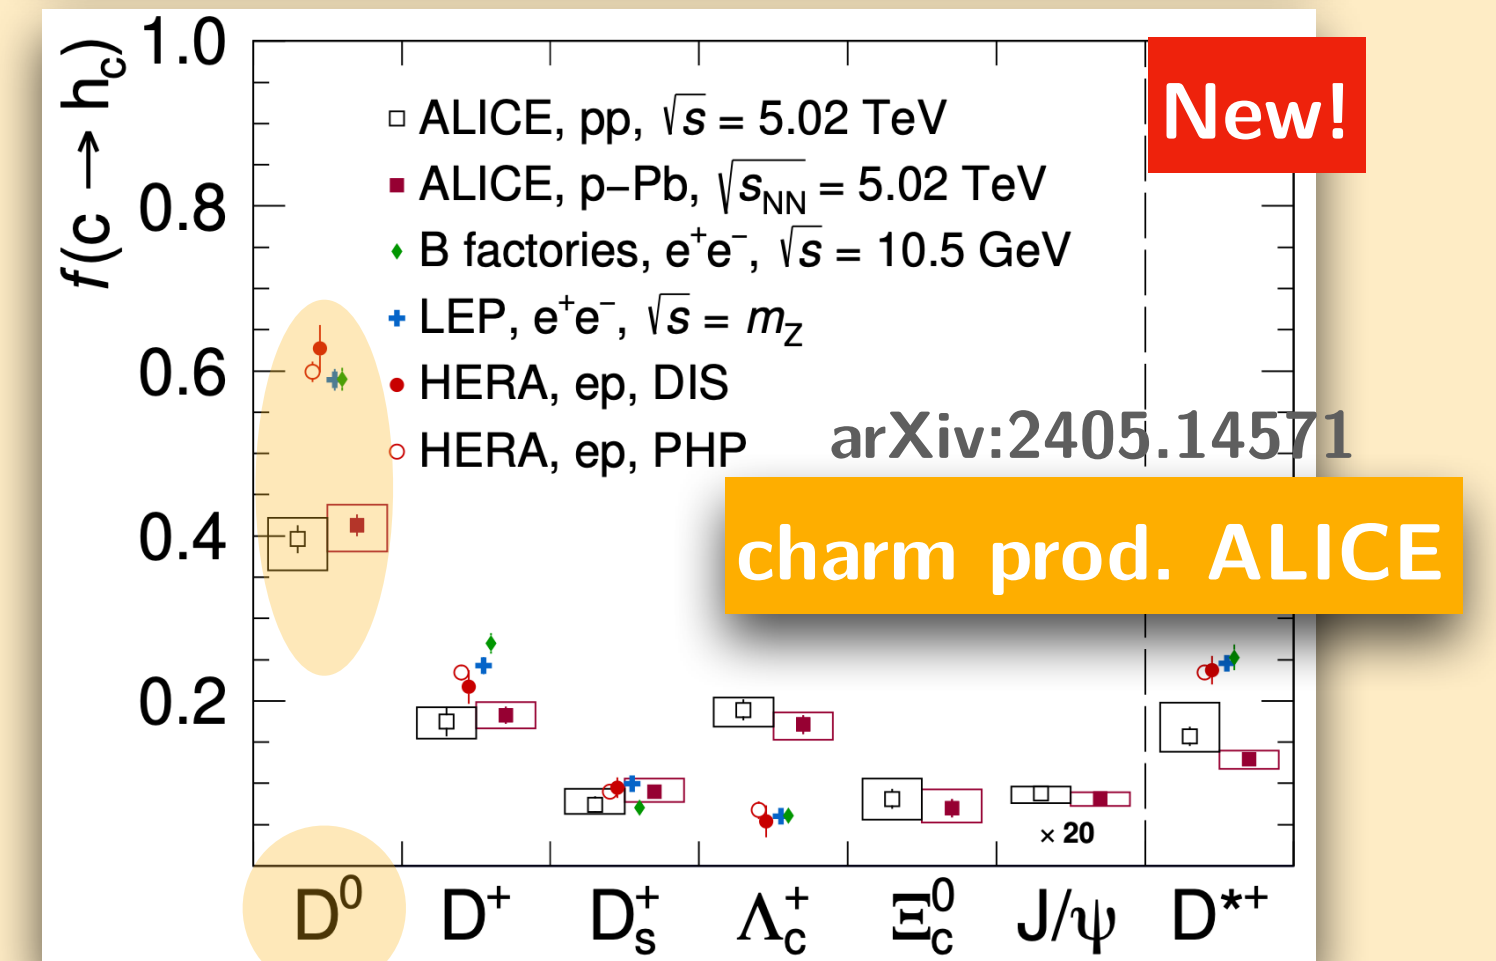 f(c → h_c)
1.0
0.8
0.6
0.4
0.2
ALICE, pp, √s = 5.02 TeV
ALICE, p–Pb, √s_NN = 5.02 TeV
B factories, e⁺e⁻, √s = 10.5 GeV
LEP, e⁺e⁻, √s = m_Z
HERA, ep, DIS
HERA, ep, PHP
New!
arXiv:2405.14571
charm prod. ALICE
× 20
D⁰ D⁺ D_s⁺ Λ_c⁺ Ξ_c⁰ J/ψ D*⁺